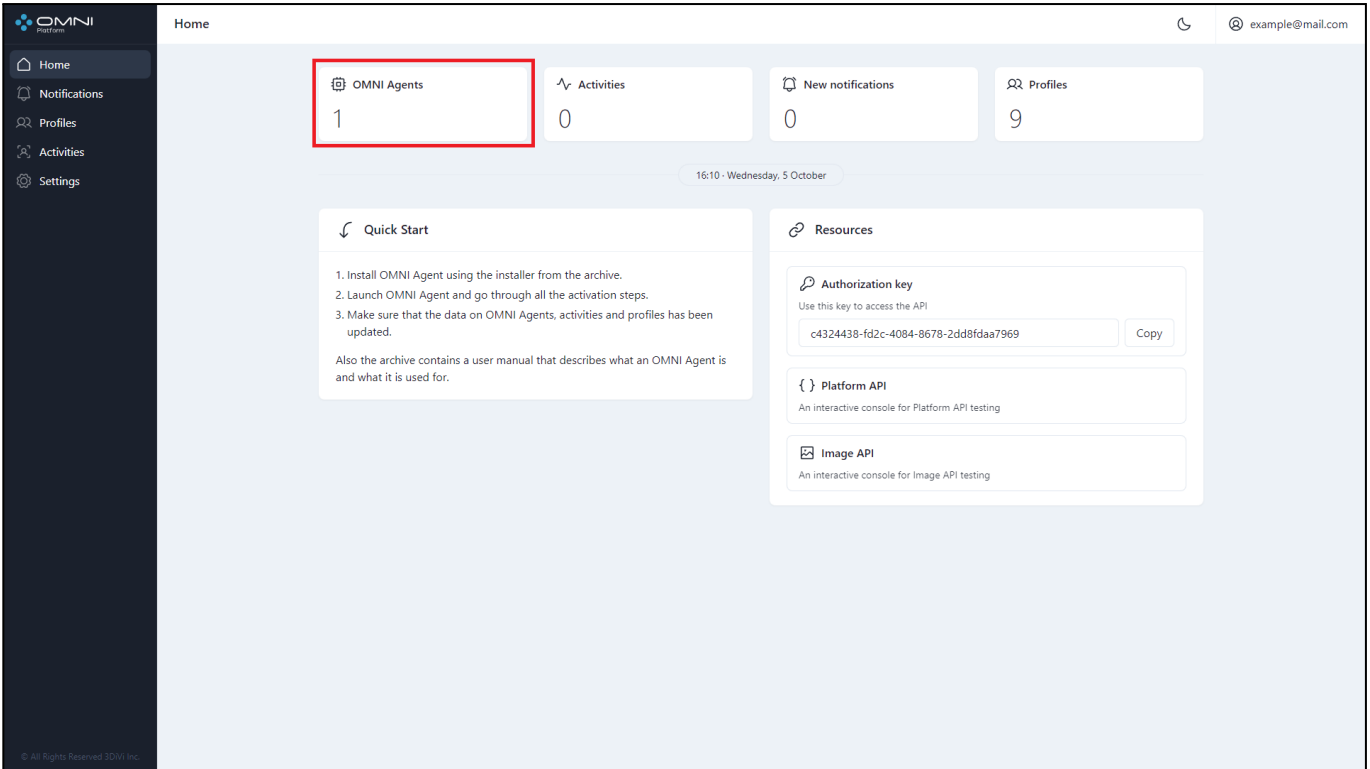 OMNI
Platform
Home
example@mail.com
Home
Notifications
Profiles
Activities
Settings
OMNI Agents
1
Activities
0
New notifications
0
Profiles
9
16:10 - Wednesday, 5 October
Quick Start
1. Install OMNI Agent using the installer from the archive.
2. Launch OMNI Agent and go through all the activation steps.
3. Make sure that the data on OMNI Agents, activities and profiles has been
updated.
Also the archive contains a user manual that describes what an OMNI Agent is
and what it is used for.
Resources
Authorization key
Use this key to access the API
c4324438-fd2c-4084-8678-2dd8fdaa7969
Copy
{ } Platform API
An interactive console for Platform API testing
Image API
An interactive console for Image API testing
© All Rights Reserved 3DiVi Inc.